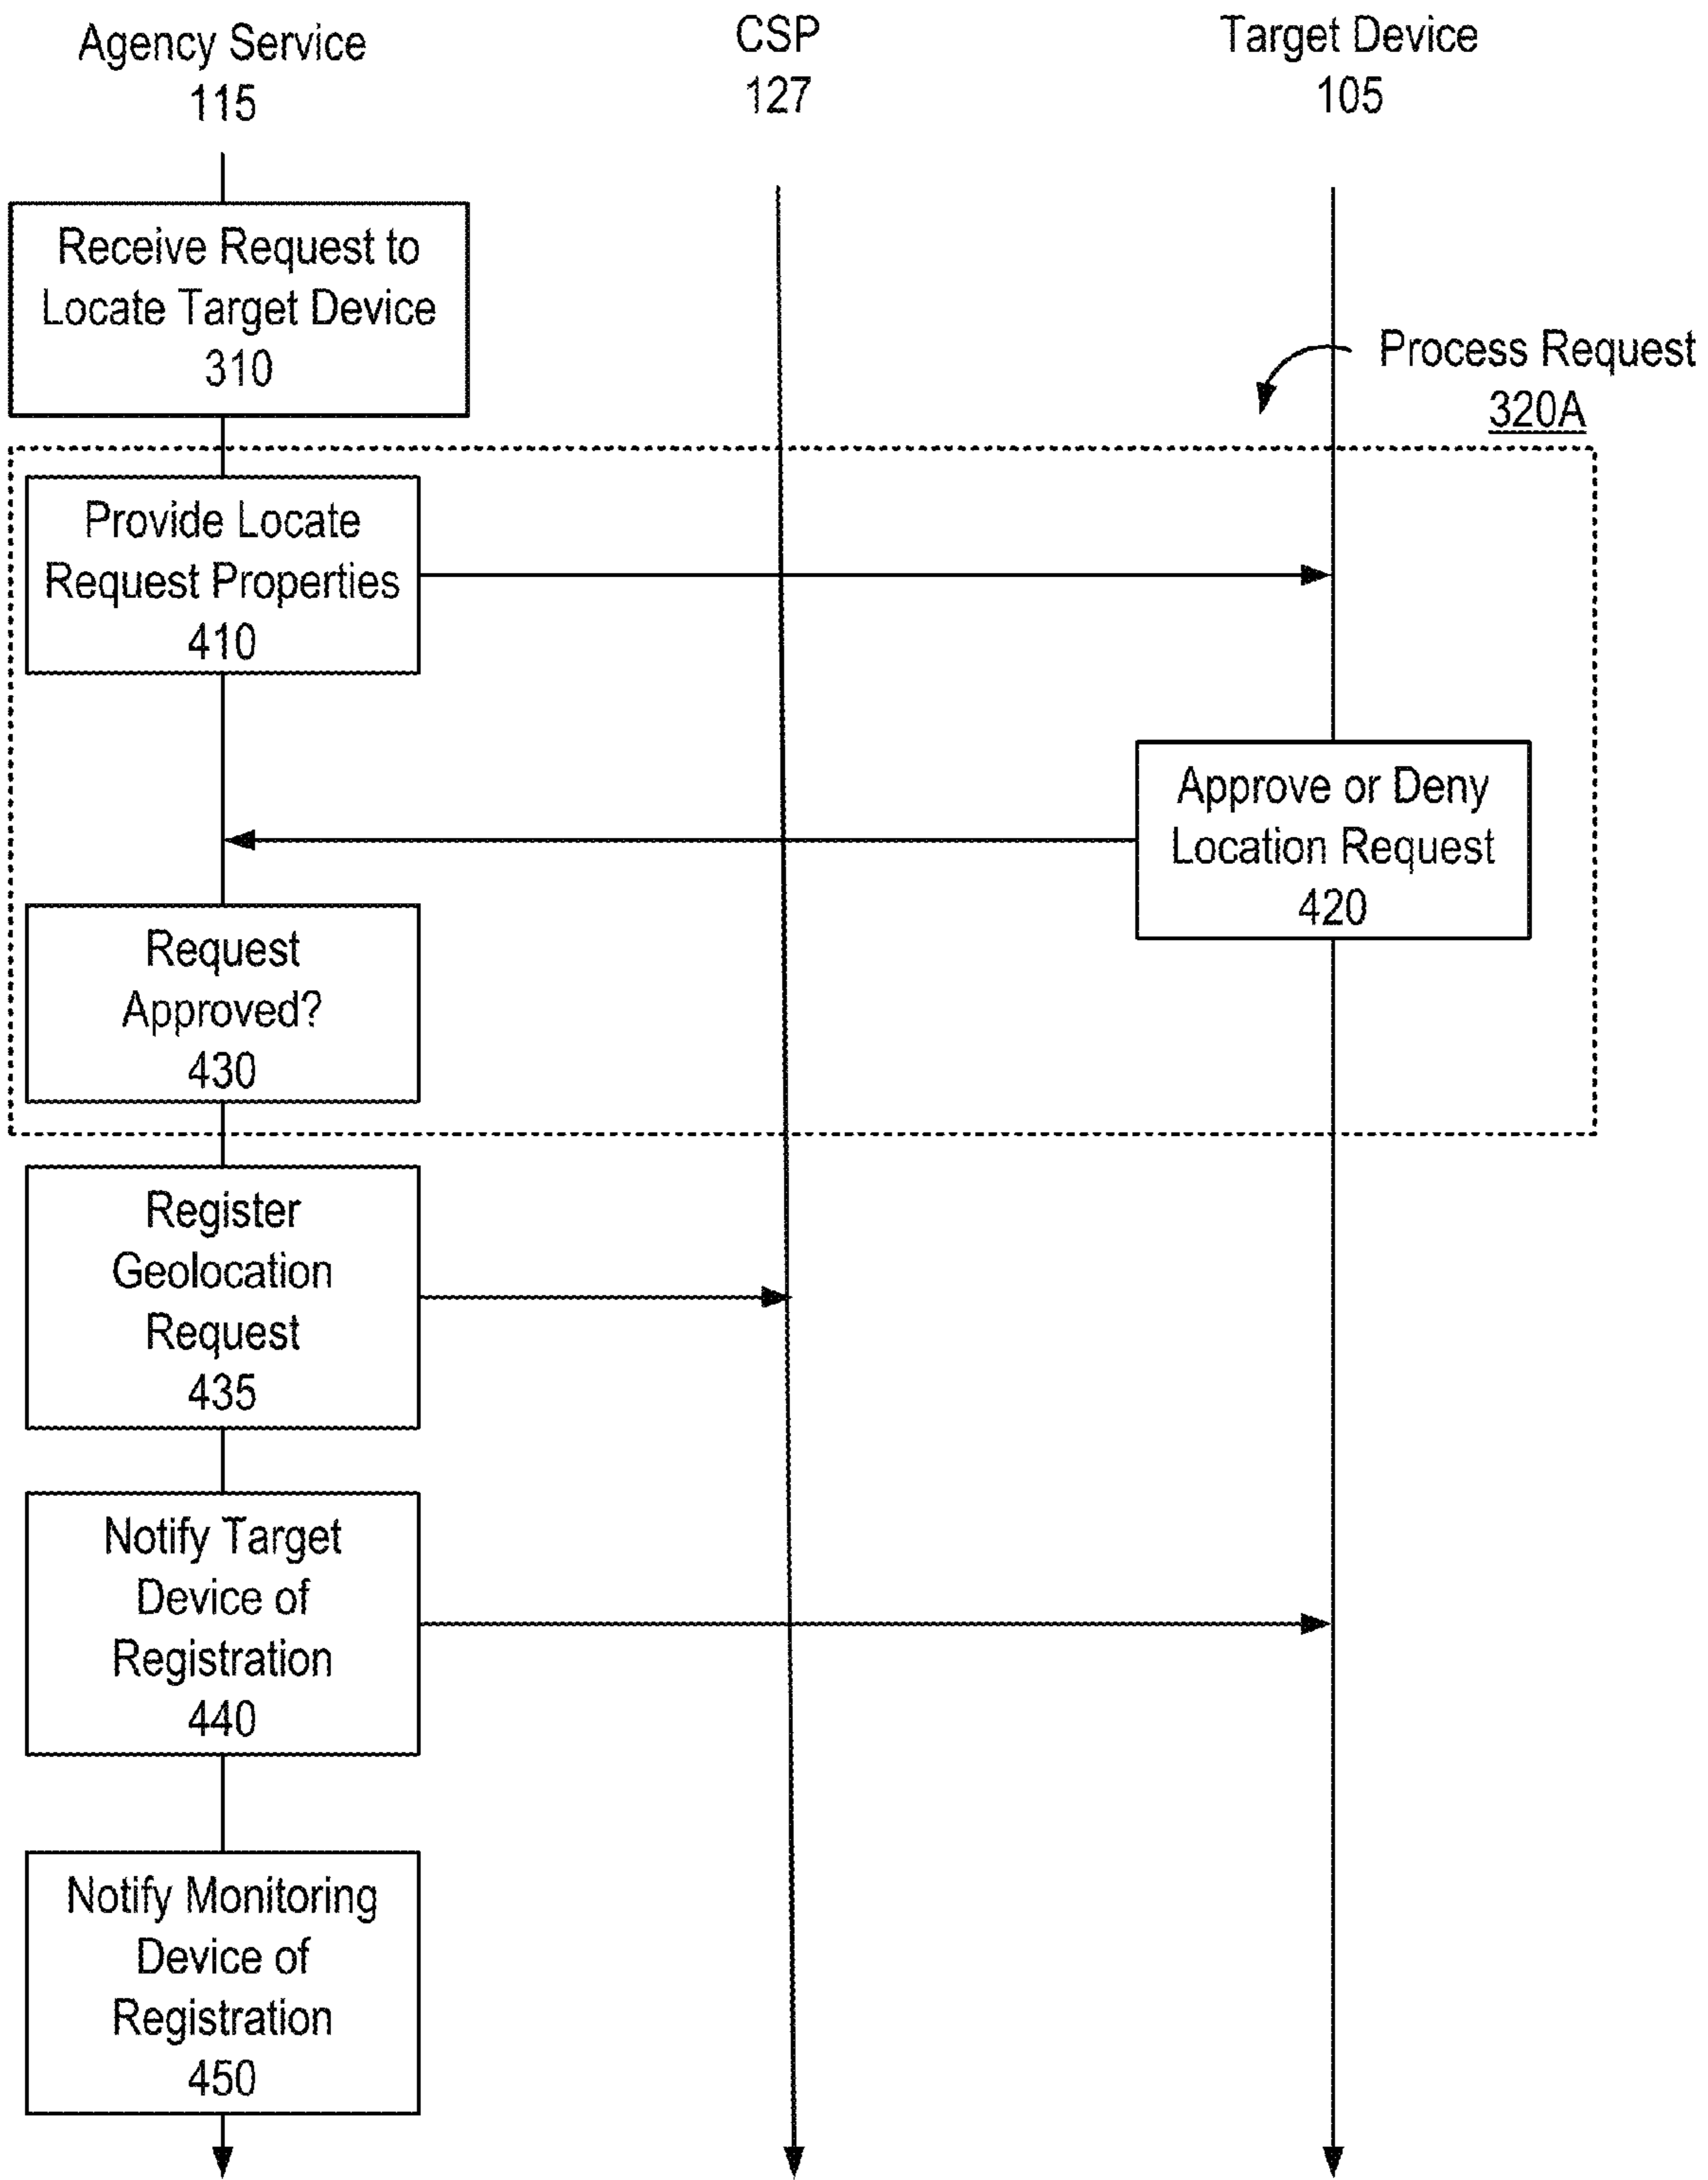 Agency Service
115
CSP
127
Target Device
105
Receive Request to
Locate Target Device
310
Process Request
320A
Provide Locate
Request Properties
410
Approve or Deny
Location Request
420
Request
Approved?
430
Register
Geolocation
Request
435
Notify Target
Device of
Registration
440
Notify Monitoring
Device of
Registration
450